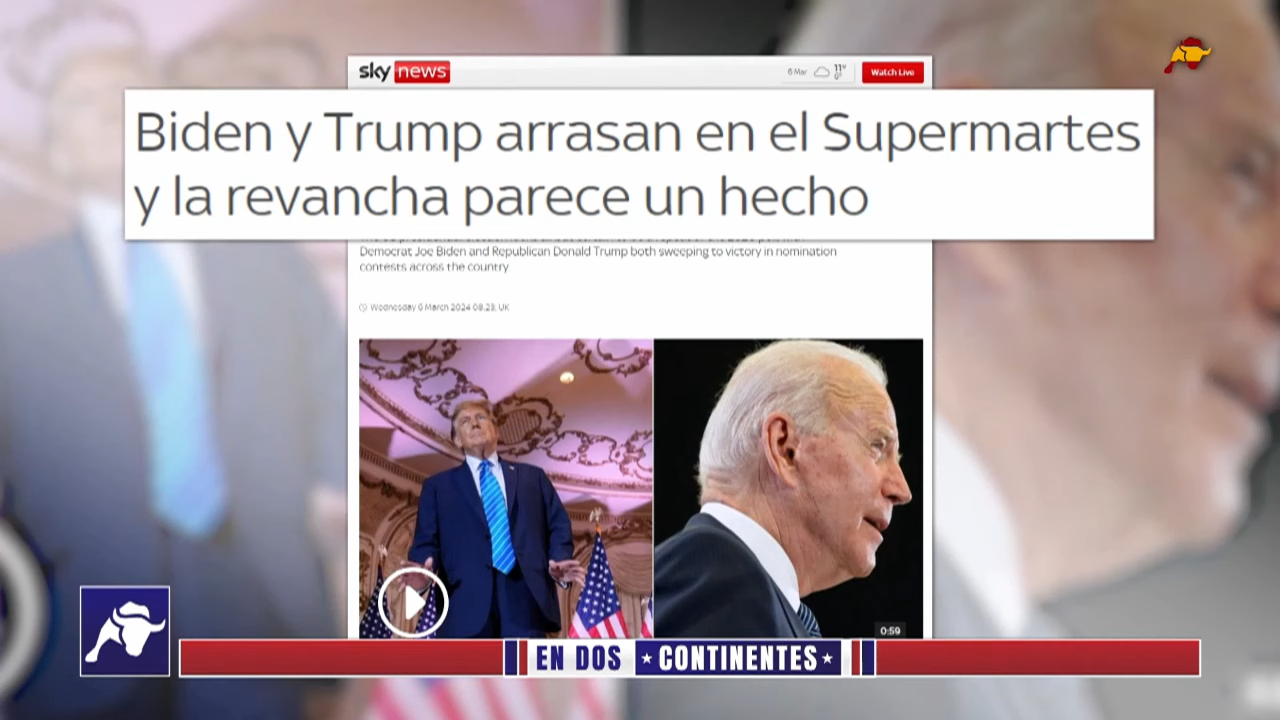 sky news
6 Mar
11°
Watch Live
Biden y Trump arrasan en el Supermartes
y la revancha parece un hecho
Democrat Joe Biden and Republican Donald Trump both sweeping to victory in nomination
contests across the country
Wednesday 6 March 2024 08:23, UK
0:59
EN DOS CONTINENTES